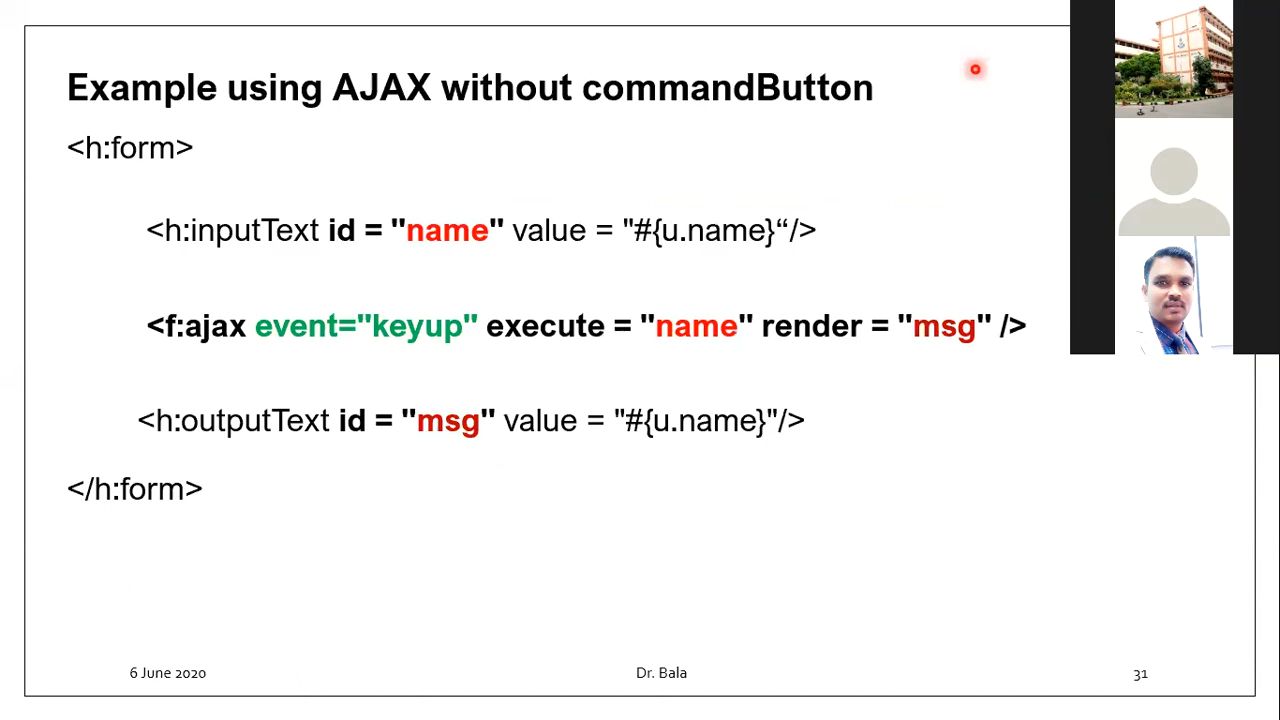 Example using AJAX without commandButton
<h:form>
<h:inputText id = "name" value = "#{u.name}“/>
<f:ajax event="keyup" execute = "name" render = "msg" />
<h:outputText id = "msg" value = "#{u.name}"/>
</h:form>
6 June 2020 Dr. Bala 31